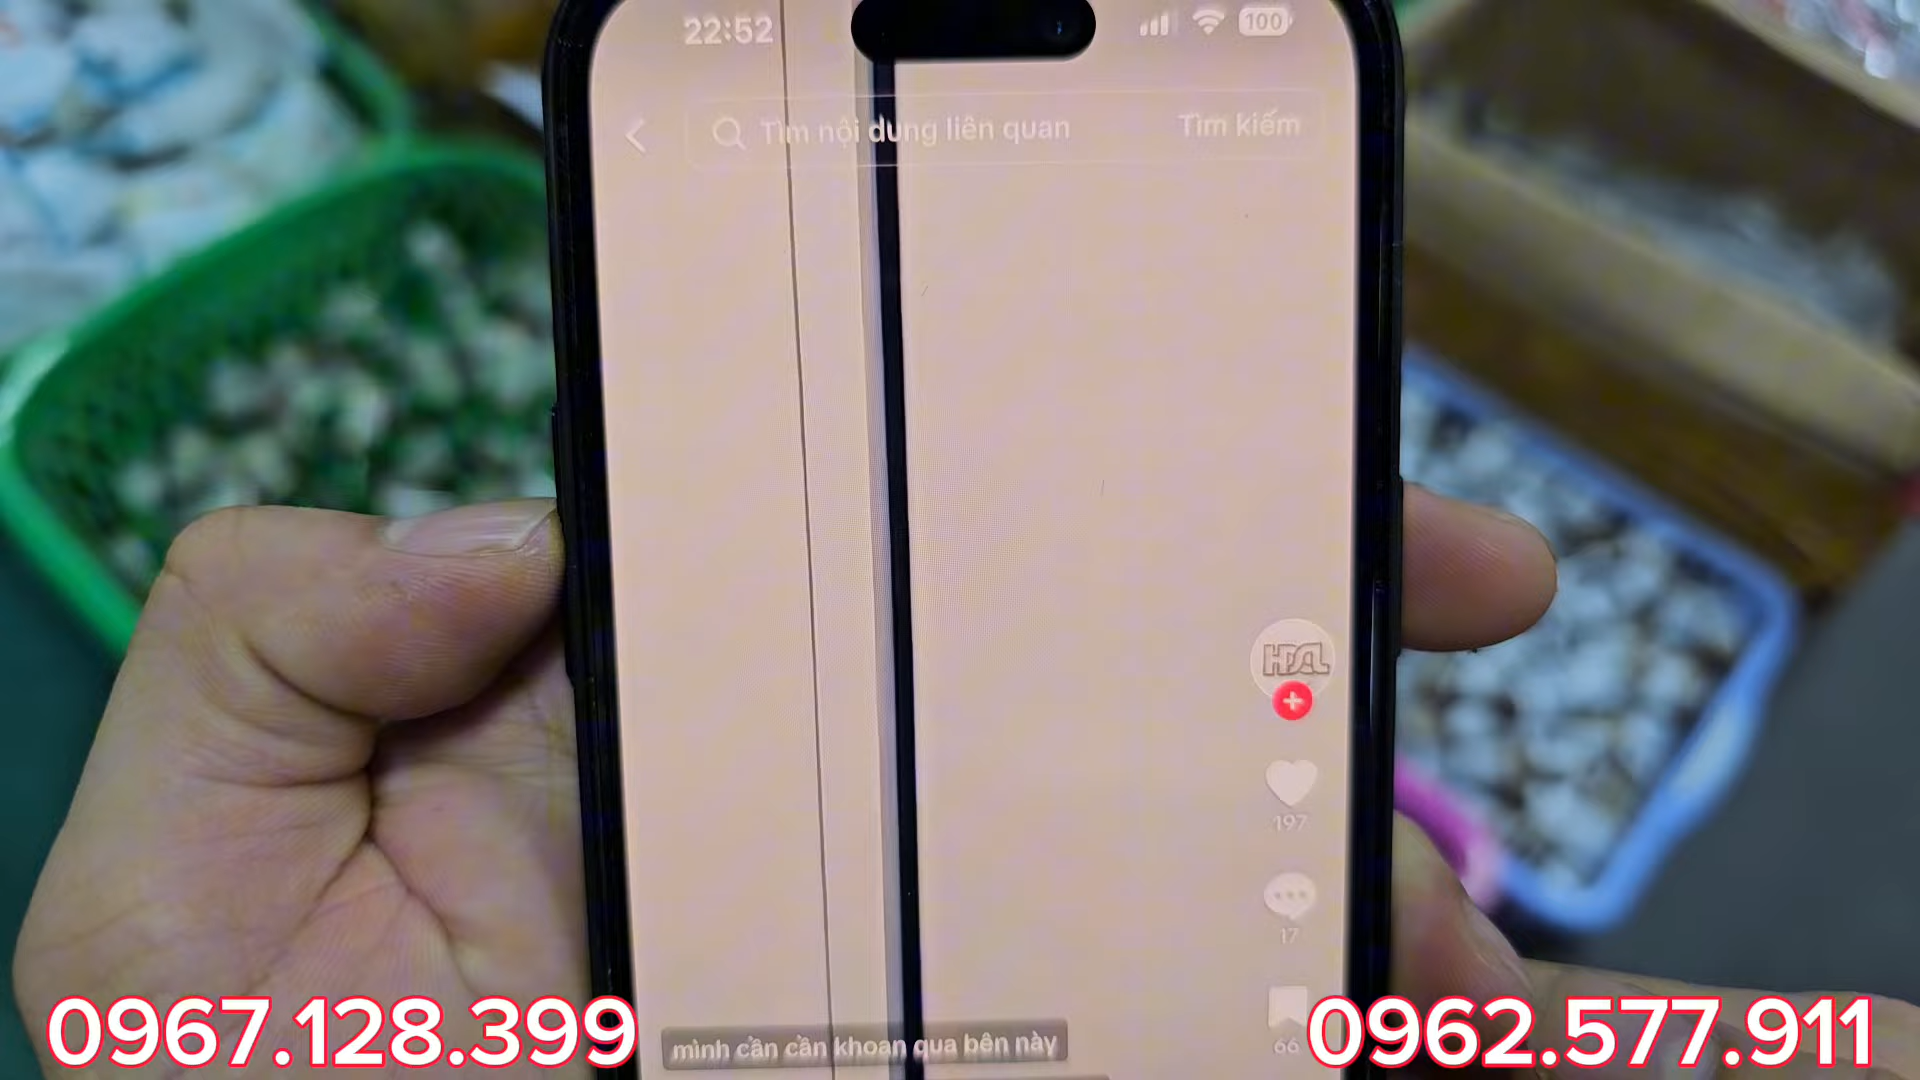 22:52
100
Tìm nội dung liên quan
Tìm kiếm
HDCL
197
17
mình cần cần khoan qua bên này
66
0967.128.399
0962.577.911